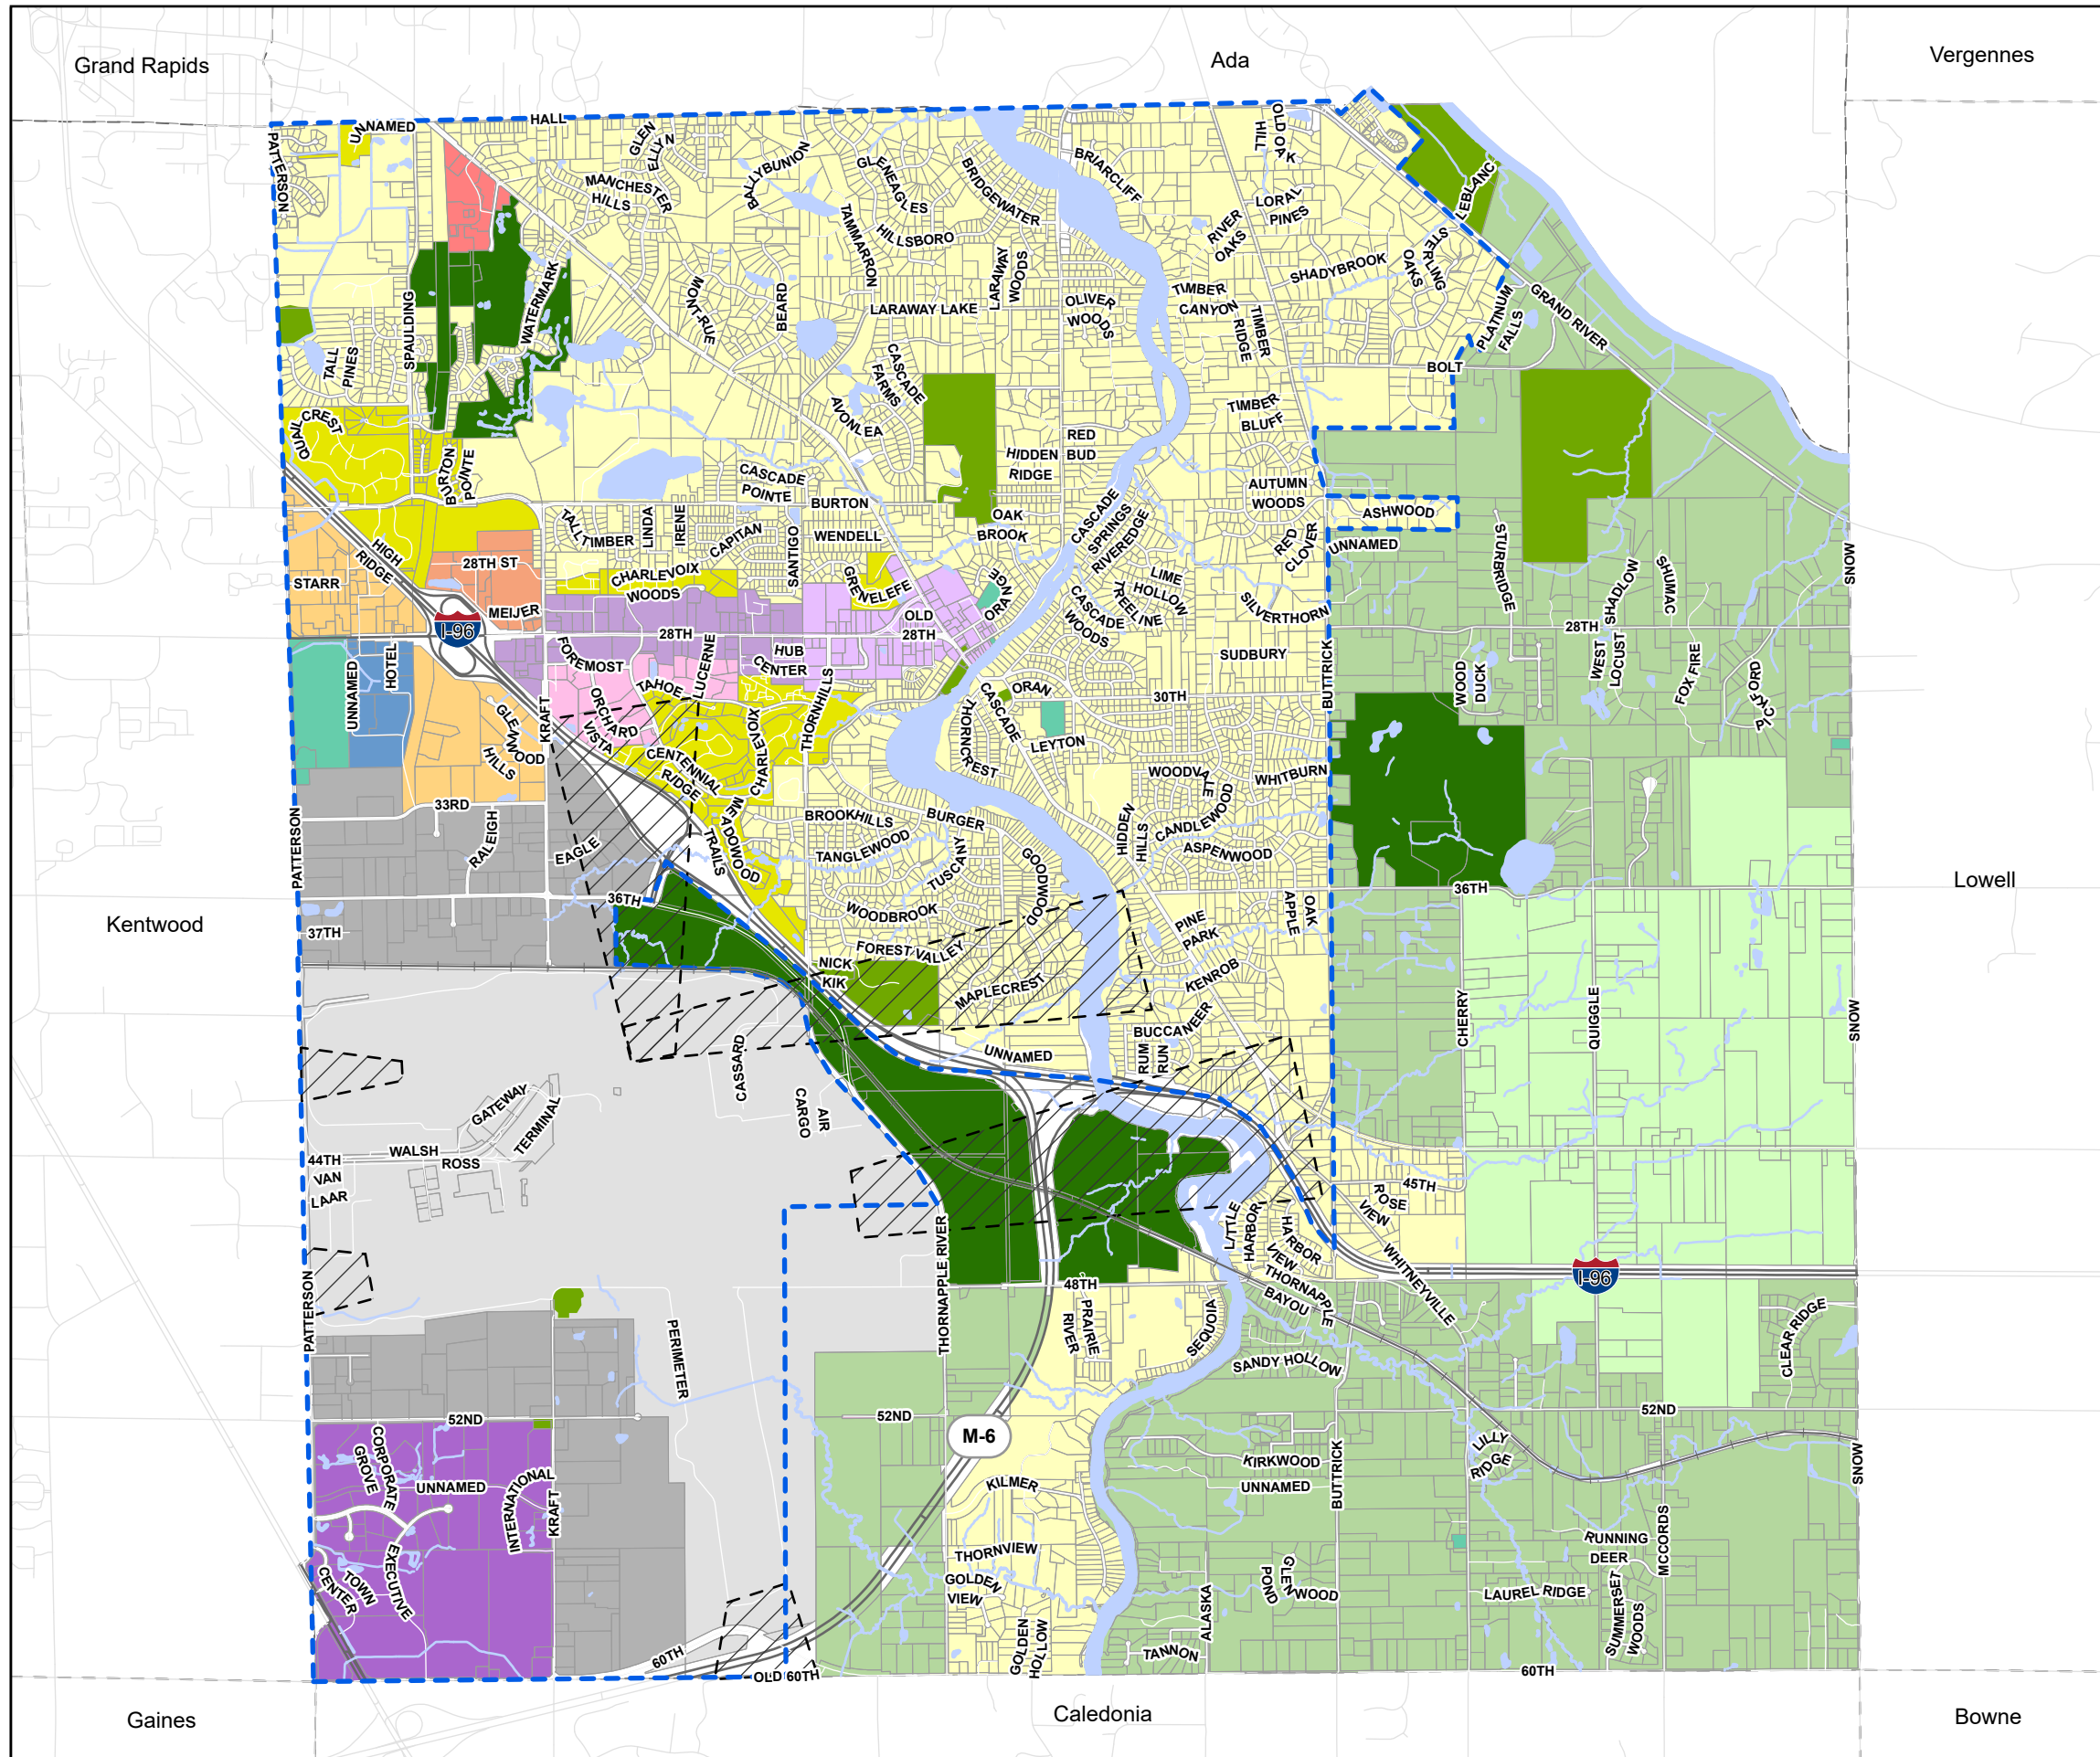 Grand Rapids
Ada
Vergennes
HALL
UNNAMED
UN
PATTERSON
GLEN
ELLYN
MANCHESTER
HILLS
BALLYBUNION
GLENEAGLES
BRIDGEWATER
BRIARCLIFF
OLD OAK
HILL
LORAL
PINES
LEBLANC
TAMMARRON
HILLSBORO
RIVER
OAKS
STERLING
OAKS
SHADYBROOK
WATERMARK
MONT-RUE
BEARD
LARAWAY
WOODS
LARAWAY LAKE
OLIVER
WOODS
TIMBER
CANYON
TIMBER
RIDGE
PLATINUM
FALLS
GRAND RIVER
SPAULDING
TALL
PINES
BOLT
CASCADE
FARMS
AVONLEA
TIMBER
BLUFF
QUAIL
CREST
RED
BUD
HIDDEN
RIDGE
BURTON
POINTE
CASCADE
POINTE
BURTON
AUTUMN
WOODS
ASHWOOD
TALL
TIMBER
LINDA
IRENE
CAPITAN
SANTIGO
WENDELL
OAK
BROOK
CASCADE
SPRINGS
RIVEREDGE
RED
CLOVER
UNNAMED
STURBRIDGE
SHADLOW
SHUMAC
SNOW
HIGH
RIDGE
28TH ST
STARR
MEIJER
CHARLEVOIX
WOODS
GRENELEFE
ORANGE
LIME
HOLLOW
TREELINE
CASCADE
WOODS
SILVERTHORN
I-96
28TH
OLD
28TH
28TH
HUB
CENTER
FOREMOST
LUCERNE
TAHOE
SUDBURY
BUTTRICK
WOOD
DUCK
WEST
LOCUST
FOX FIRE
PICKFORD
UNNAMED
HOTEL
KRAFT
ORCHARD
VISTA
GLENWOOD
HILLS
CENTENNIAL
RIDGE
CHARLEVOIX
THORNHILLS
CASCADE
ORAN
30TH
THORNCREST
LEYTON
WOODVALE
WHITBURN
33RD
RALEIGH
EAGLE
MEADOWOOD
TRAILS
BROOKHILLS
BURGER
TANGLEWOOD
TUSCANY
GOODWOOD
HIDDEN
HILLS
CANDLEWOOD
ASPENWOOD
PATTERSON
36TH
36TH
Lowell
Kentwood
37TH
WOODBROOK
FOREST VALLEY
PINE
PARK
OAK
APPLE
NICK
KIK
MAPLECREST
KENROB
CHERRY
QUIGGLE
SNOW
CASSARD
AIR
CARGO
UNNAMED
BUCCANEER
RUM
RUN
GATEWAY
TERMINAL
WALSH
ROSS
44TH
VAN
LAAR
45TH
ROSE
VIEW
LITTLE
HARBOR
HARBOR
VIEW
THORNAPPLE RIVER
WHITNEYVILLE
I-96
48TH
THORNAPPLE
BAYOU
PATTERSON
PERIMETER
PRAIRIE
RIVER
SEQUOIA
SANDY HOLLOW
CLEAR RIDGE
52ND
52ND
52ND
M-6
CORPORATE
GROVE
UNNAMED
INTERNATIONAL
KRAFT
KILMER
KIRKWOOD
UNNAMED
BUTTRICK
LILLY
RIDGE
SNOW
EXECUTIVE
TOWN
CENTER
THORNVIEW
GOLDEN
VIEW
GOLDEN
HOLLOW
ALASKA
GLENWOOD
POND
RUNNING
DEER
MCCORDS
LAUREL RIDGE
SUMMERSET
WOODS
TANNON
60TH
OLD 60TH
60TH
Gaines
Caledonia
Bowne